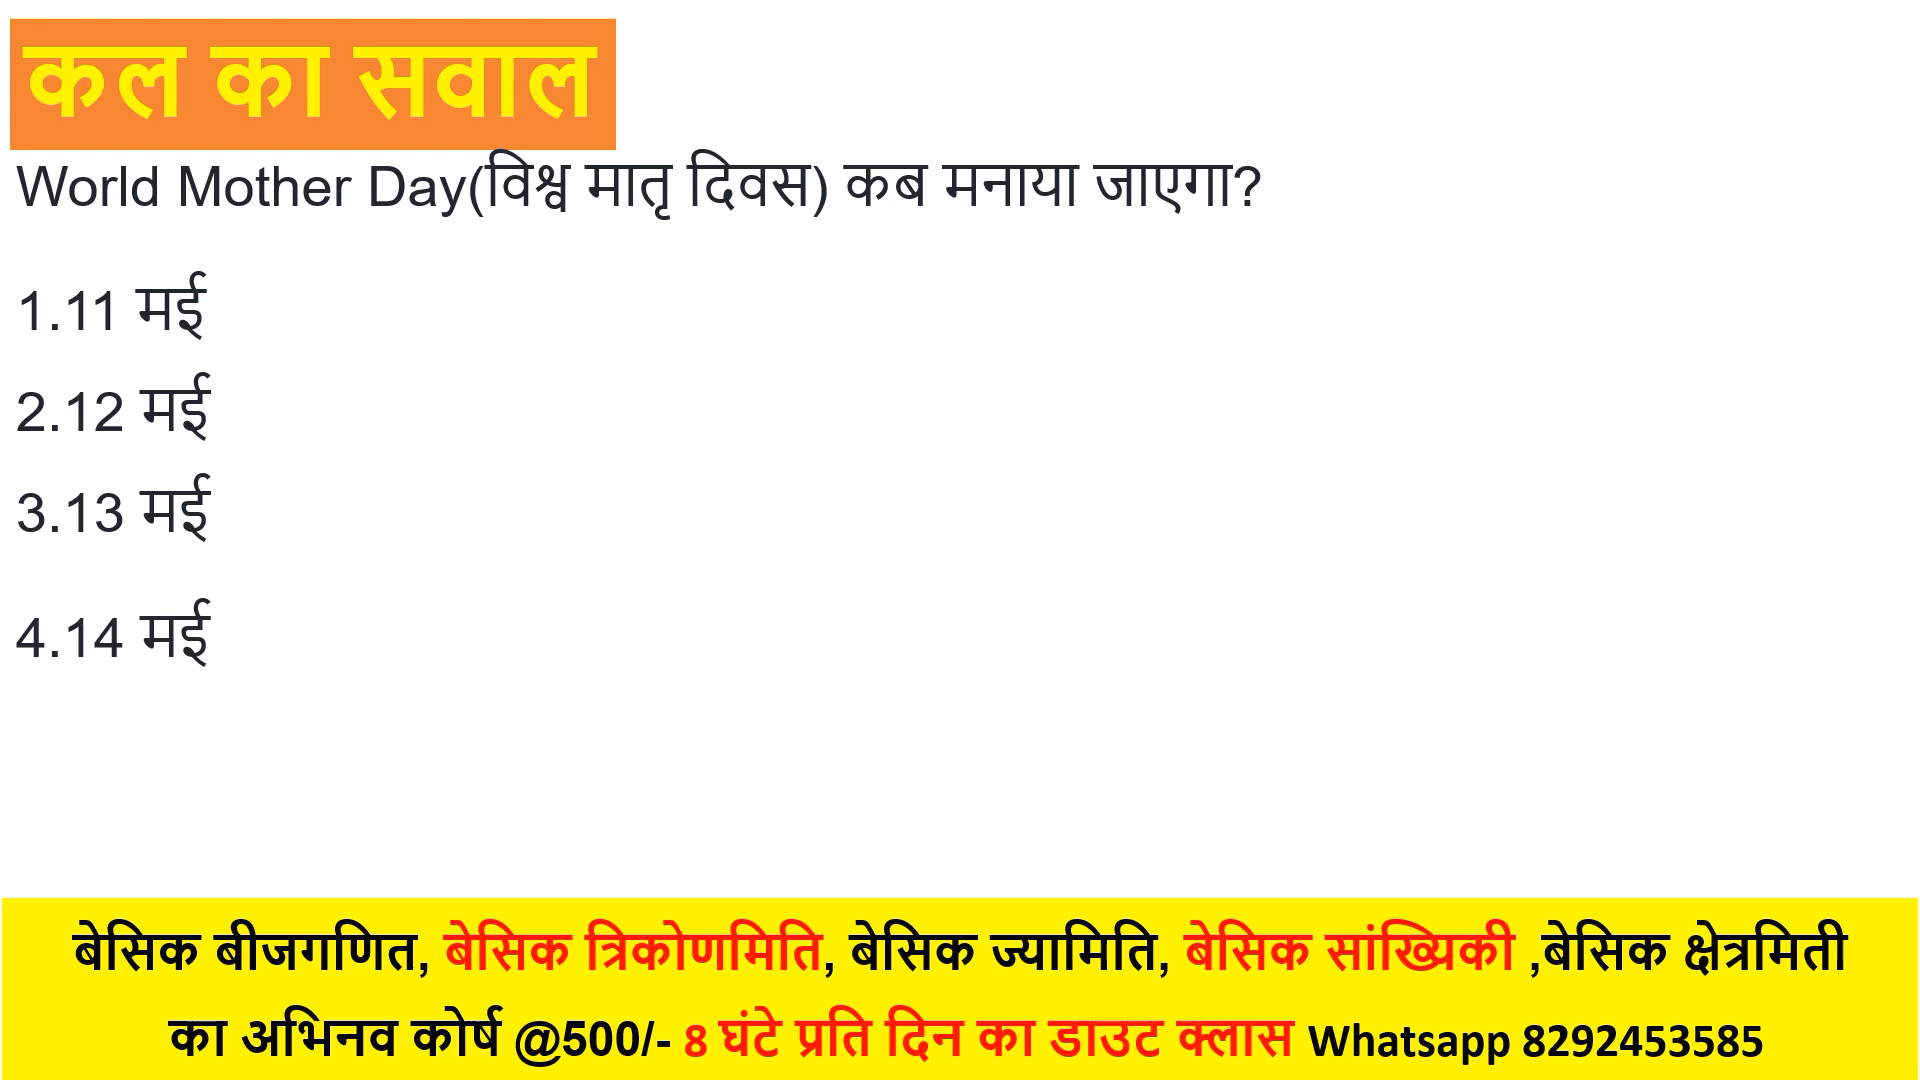 कल का सवाल
World Mother Day(विश्व मातृ दिवस) कब मनाया जाएगा?
1.11 मई
2.12 मई
3.13 मई
4.14 मई
बेसिक बीजगणित, बेसिक त्रिकोणमिति, बेसिक ज्यामिति, बेसिक सांख्यिकी ,बेसिक क्षेत्रमिती
का अभिनव कोर्ष @500/- 8 घंटे प्रति दिन का डाउट क्लास Whatsapp 8292453585